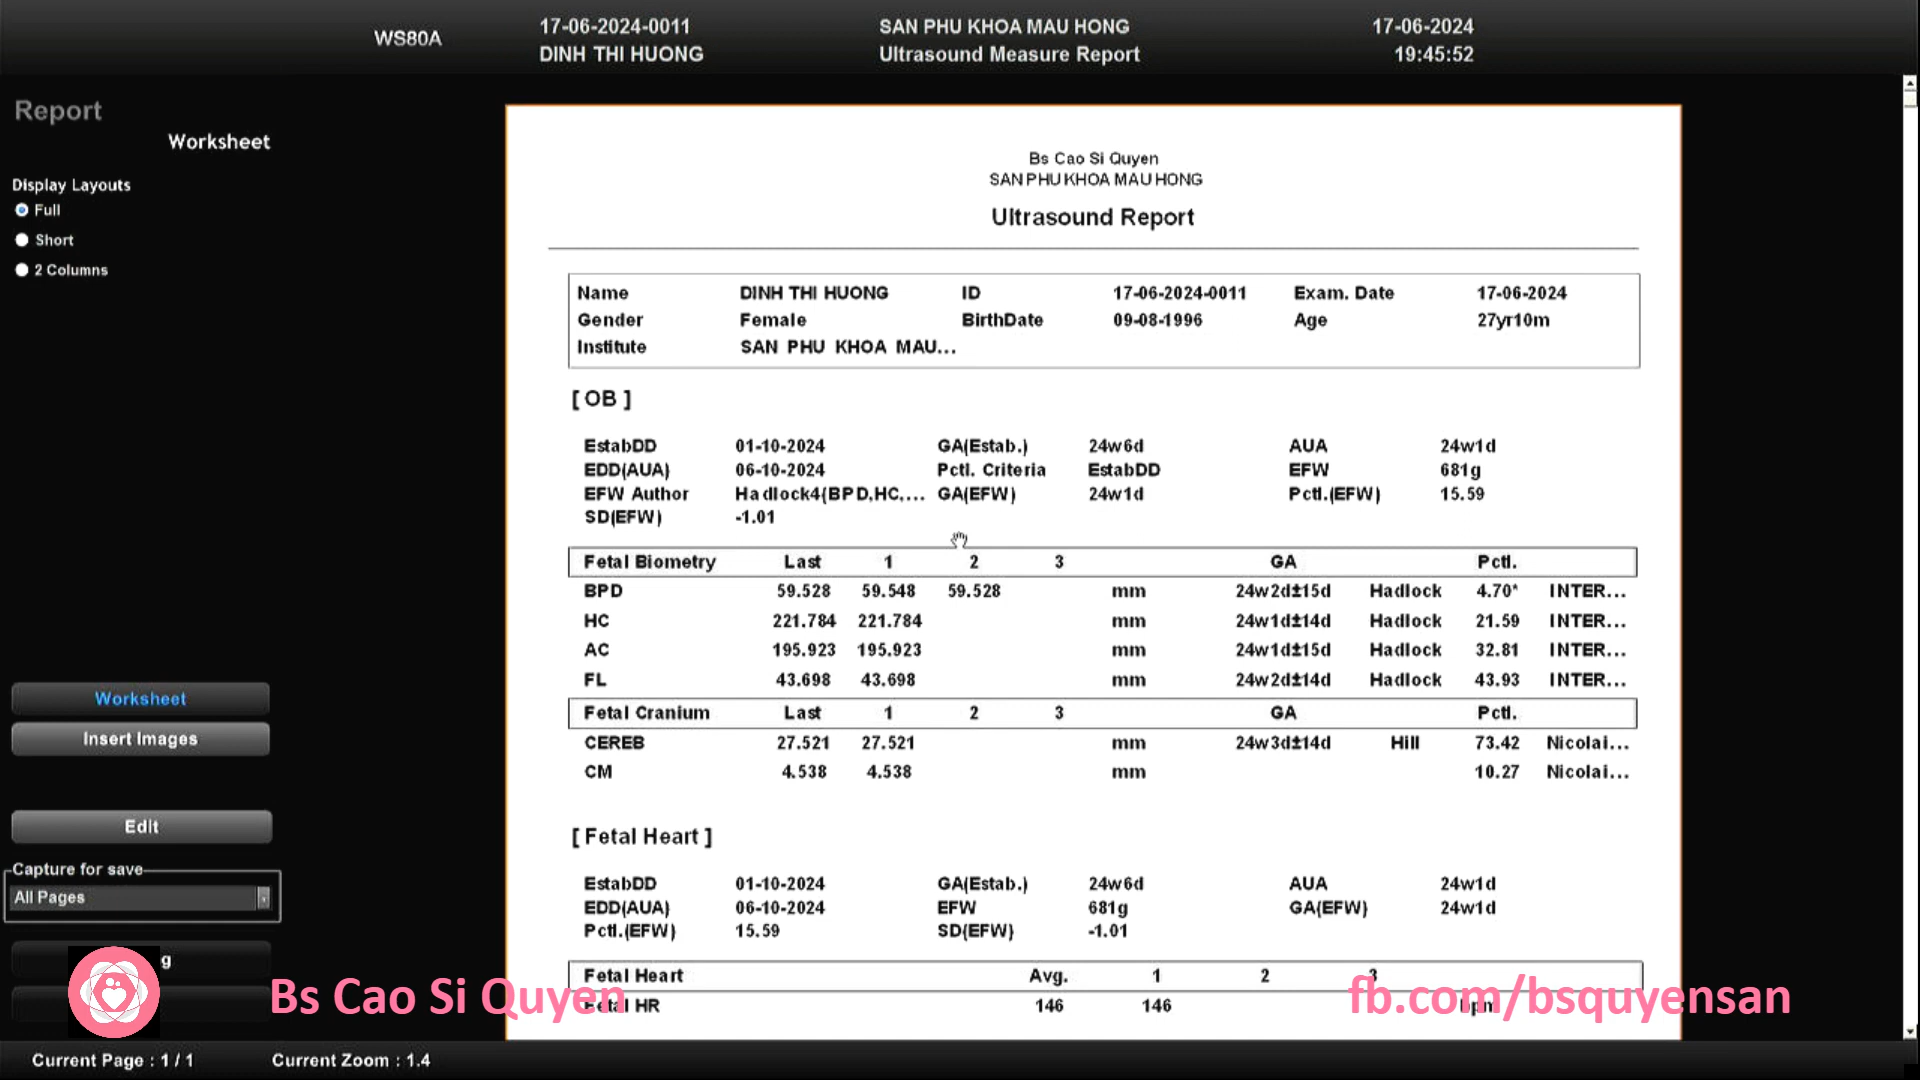 WS80A
17-06-2024-0011 SAN PHU KHOA MAU HONG 17-06-2024
DINH THI HUONG Ultrasound Measure Report 19:45:52
Report
Worksheet
Display Layouts
Full
Short
2 Columns
Worksheet
Insert Images
Edit
Capture for save
All Pages
g
Bs Cao Si Quyen
SAN PHU KHOA MAU HONG
Ultrasound Report
Name DINH THI HUONG ID 17-06-2024-0011 Exam. Date 17-06-2024
Gender Female BirthDate 09-08-1996 Age 27yr10m
Institute SAN PHU KHOA MAU...
[ OB ]
EstabDD 01-10-2024 GA(Estab.) 24w6d AUA 24w1d
EDD(AUA) 06-10-2024 Pctl. Criteria EstabDD EFW 681g
EFW Author Hadlock4(BPD,HC,... GA(EFW) 24w1d Pctl.(EFW) 15.59
SD(EFW) -1.01
Fetal Biometry Last 1 2 3 GA Pctl.
BPD 59.528 59.548 59.528 mm 24w2d±15d Hadlock 4.70* INTER...
HC 221.784 221.784 mm 24w1d±14d Hadlock 21.59 INTER...
AC 195.923 195.923 mm 24w1d±15d Hadlock 32.81 INTER...
FL 43.698 43.698 mm 24w2d±14d Hadlock 43.93 INTER...
Fetal Cranium Last 1 2 3 GA Pctl.
CEREB 27.521 27.521 mm 24w3d±14d Hill 73.42 Nicolai...
CM 4.538 4.538 mm 10.27 Nicolai...
[ Fetal Heart ]
EstabDD 01-10-2024 GA(Estab.) 24w6d AUA 24w1d
EDD(AUA) 06-10-2024 EFW 681g GA(EFW) 24w1d
Pctl.(EFW) 15.59 SD(EFW) -1.01
Fetal Heart Avg. 1 2 3
Fetal HR 146 146 bpm
Bs Cao Si Quyen fb.com/bsquyensan
Current Page : 1 / 1 Current Zoom : 1.4